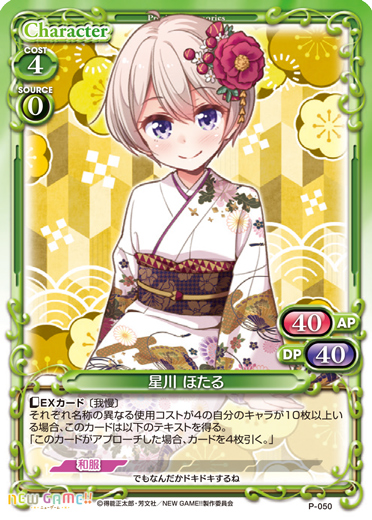 Character
COST
4
SOURCE
0
40 AP
DP 40
星川 ほたる
EXカード〔我慢〕
それぞれ名称の異なる使用コストが4の自分のキャラが10枚以上い
る場合、このカードは以下のテキストを得る。
「このカードがアプローチした場合、カードを4枚引く。」
和服
でもなんだかドキドキするね
NEW GAME!!
©得能正太郎・芳文社/NEW GAME!!製作委員会
P-050